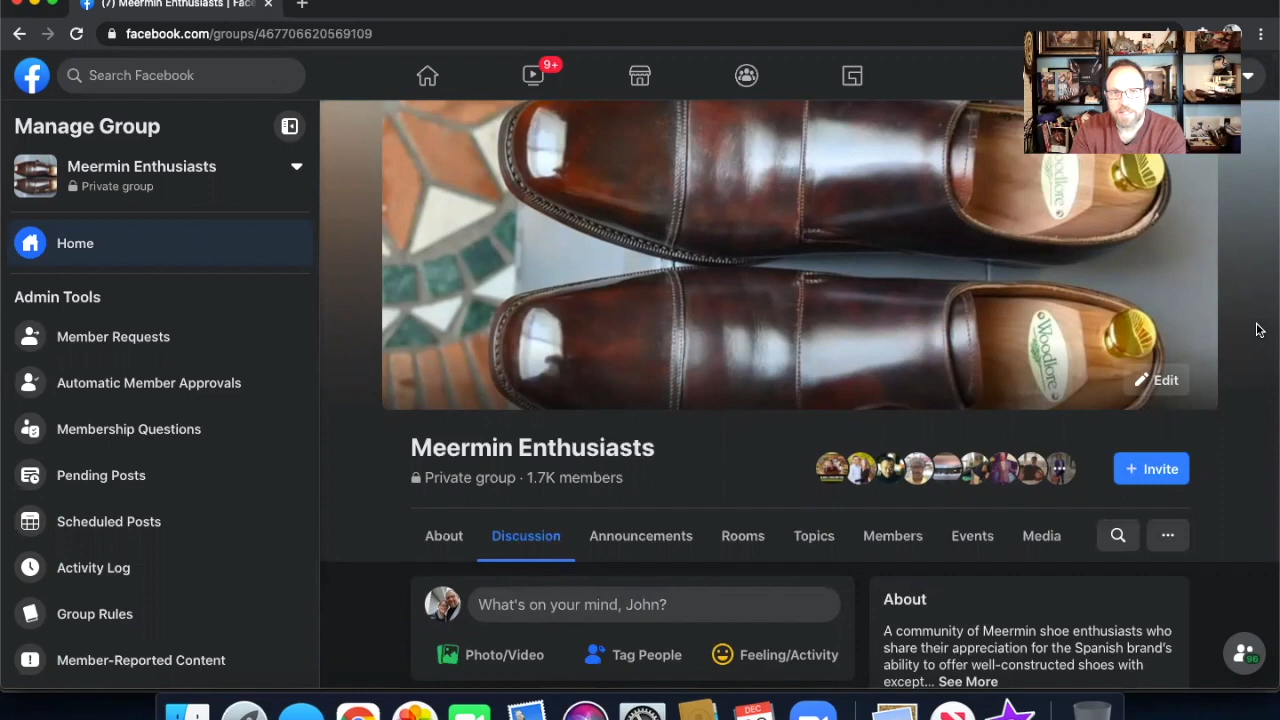 (7) Meermin Enthusiasts | Face
facebook.com/groups/467706620569109
Search Facebook
9+
Manage Group
Meermin Enthusiasts
Private group
Home
Admin Tools
Member Requests
Automatic Member Approvals
Membership Questions
Pending Posts
Scheduled Posts
Activity Log
Group Rules
Member-Reported Content
Woodlore
Edit
Meermin Enthusiasts
Private group · 1.7K members
+ Invite
About
Discussion
Announcements
Rooms
Topics
Members
Events
Media
What's on your mind, John?
Photo/Video
Tag People
Feeling/Activity
About
A community of Meermin shoe enthusiasts who
share their appreciation for the Spanish brand's
ability to offer well-constructed shoes with
except... See More
96
DEC